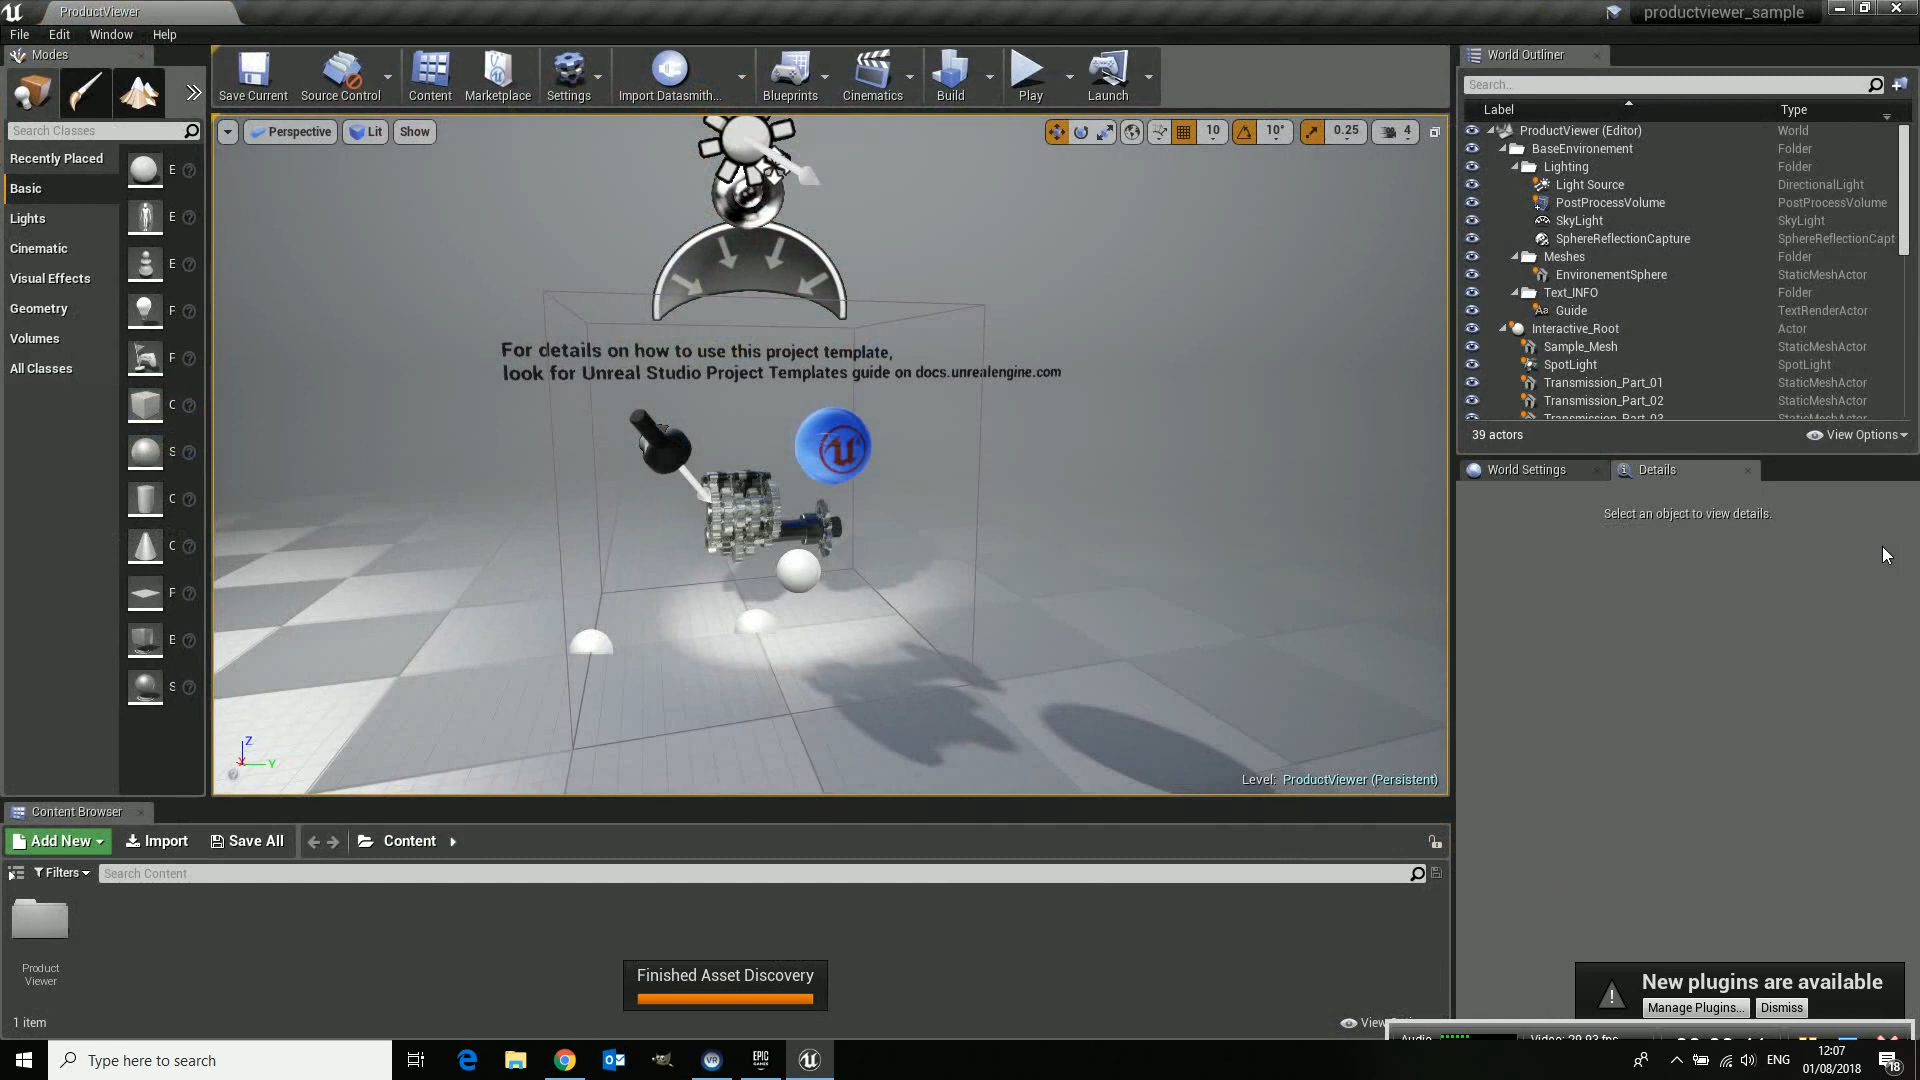 ProductViewer
productviewer_sample
File Edit Window Help
Modes
Search Classes
Recently Placed
Basic
Lights
Cinematic
Visual Effects
Geometry
Volumes
All Classes
E
E
E
F
F
C
S
C
C
F
E
S
Save Current
Source Control
Content
Marketplace
Settings
Import Datasmith...
Blueprints
Cinematics
Build
Play
Launch
Perspective
Lit
Show
10
10°
0.25
4
For details on how to use this project template,
look for Unreal Studio Project Templates guide on docs.unrealengine.com
Z
Y
Level: ProductViewer (Persistent)
World Outliner
Search...
Label Type
ProductViewer (Editor) World
BaseEnvironement Folder
Lighting Folder
Light Source DirectionalLight
PostProcessVolume PostProcessVolume
SkyLight SkyLight
SphereReflectionCapture SphereReflectionCapt
Meshes Folder
EnvironementSphere StaticMeshActor
Text_INFO Folder
Guide TextRenderActor
Interactive_Root Actor
Sample_Mesh StaticMeshActor
SpotLight SpotLight
Transmission_Part_01 StaticMeshActor
Transmission_Part_02 StaticMeshActor
Transmission_Part_03 StaticMeshActor
39 actors
View Options
World Settings
Details
Select an object to view details.
Content Browser
Add New
Import
Save All
Content
Filters
Search Content
Product
Viewer
Finished Asset Discovery
1 item
New plugins are available
Manage Plugins...
Dismiss
Audio
Video: 29.93 fps
Type here to search
EPIC
GAMES
ENG
12:07
01/08/2018
18